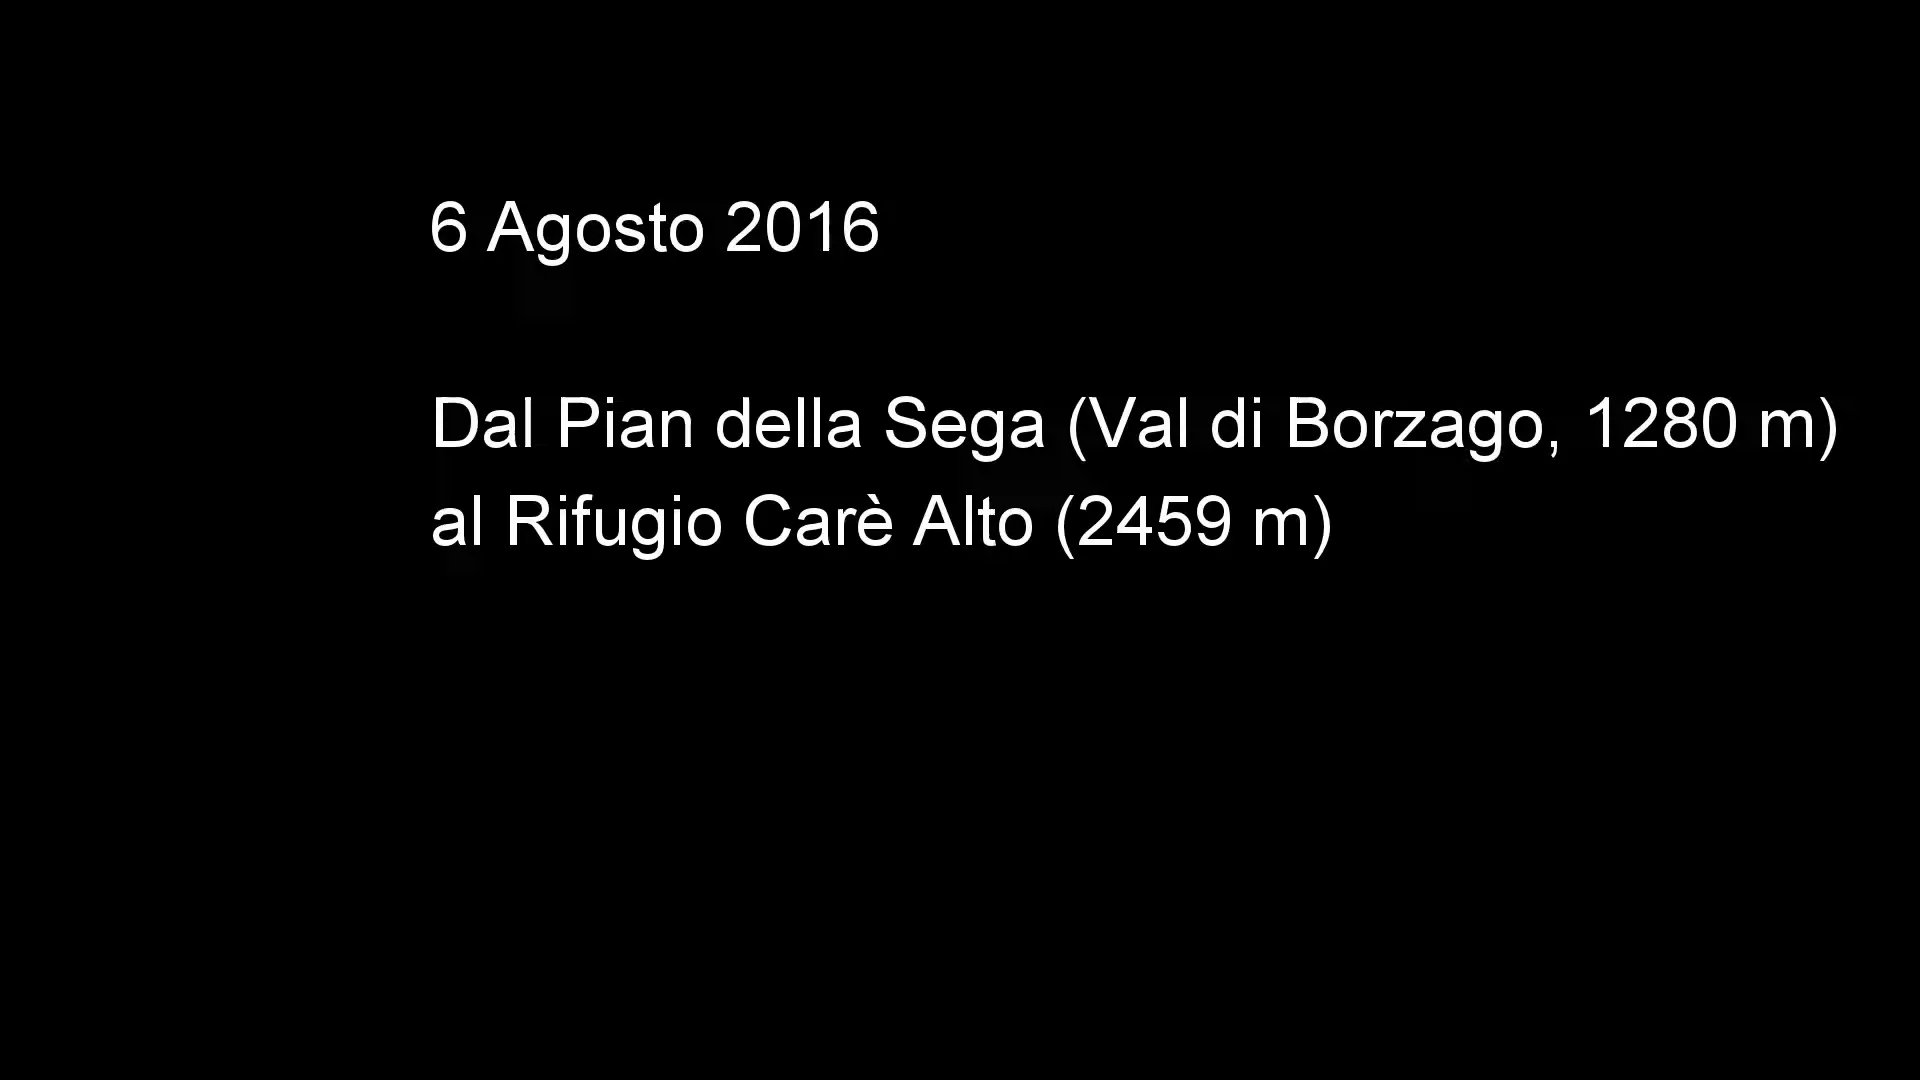 6 Agosto 2016
Dal Pian della Sega (Val di Borzago, 1280 m)
al Rifugio Carè Alto (2459 m)